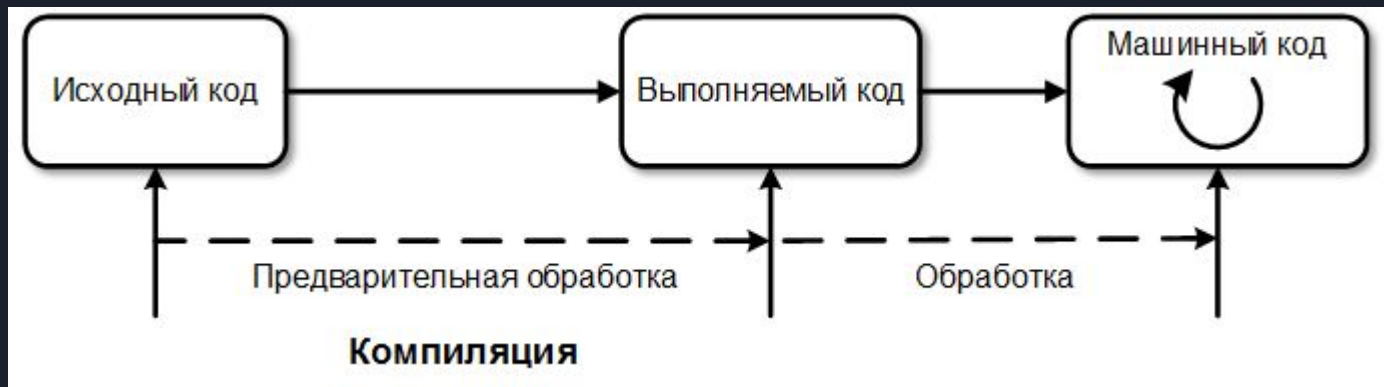 Исходный код
Выполняемый код
Машинный код
Предварительная обработка
Обработка
Компиляция